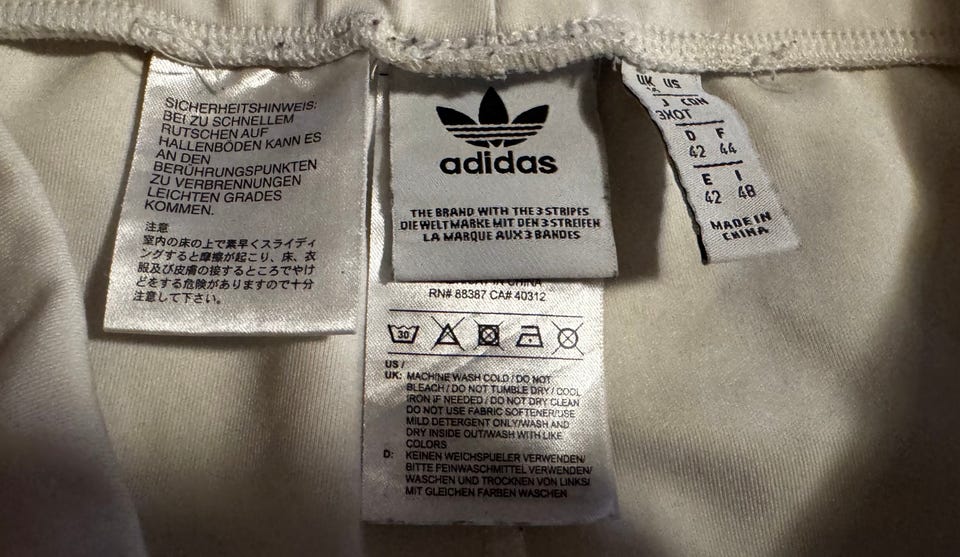 SICHERHEITSHINWEIS:
BEI ZU SCHNELLEM
RUTSCHEN AUF
HALLENBÖDEN KANN ES
AN DEN
BERÜHRUNGSPUNKTEN
ZU VERBRENNUNGEN
LEICHTEN GRADES
KOMMEN.
注意
室内の床の上で素早くスライディ
ングすると摩擦が起こり、床、衣
服及び皮膚の接するところでやけ
どをする危険がありますので十分
注意して下さい。
adidas
THE BRAND WITH THE 3 STRIPES
DIE WELTMARKE MIT DEN 3 STREIFEN
LA MARQUE AUX 3 BANDES
IN CHINA
RN# 88387 CA# 40312
30
US /
UK: MACHINE WASH COLD / DO NOT
BLEACH / DO NOT TUMBLE DRY / COOL
IRON IF NEEDED / DO NOT DRY CLEAN
DO NOT USE FABRIC SOFTENER/USE
MILD DETERGENT ONLY/WASH AND
DRY INSIDE OUT/WASH WITH LIKE
COLORS
D: KEINEN WEICHSPUELER VERWENDEN/
BITTE FEINWASCHMITTEL VERWENDEN/
WASCHEN UND TROCKNEN VON LINKS/
MIT GLEICHEN FARBEN WASCHEN
UK US
J CDN
3XOT
D F
42 44
E I
42 48
MADE IN
CHINA